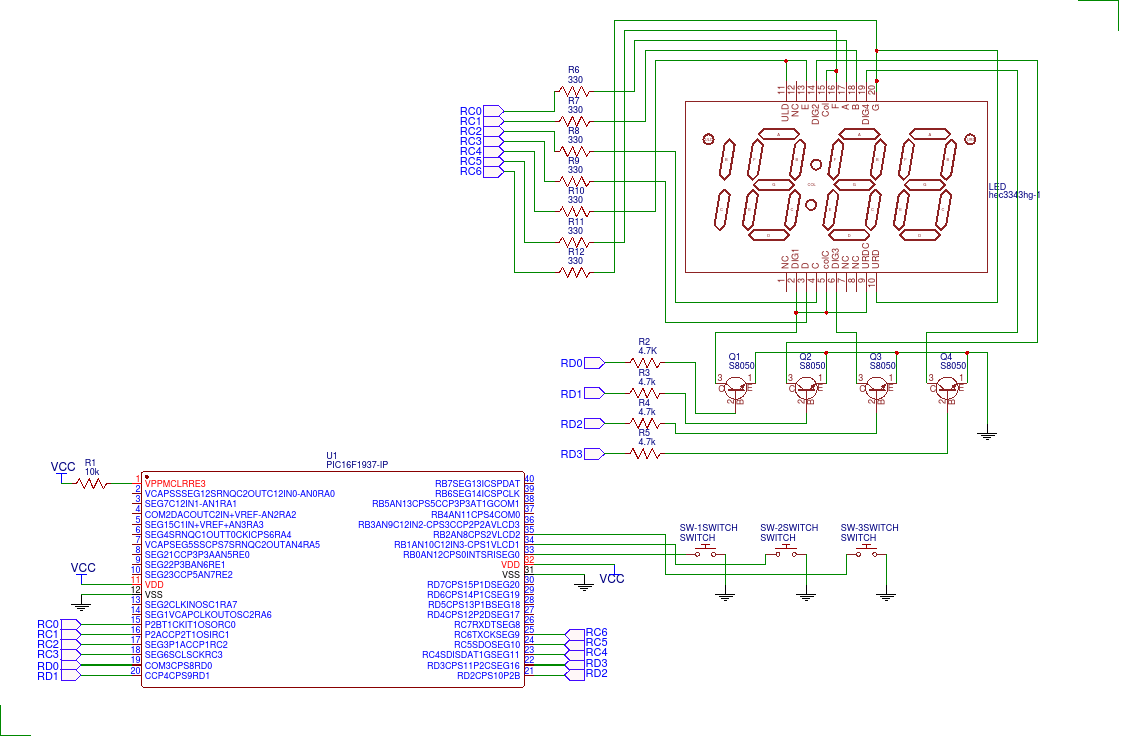 R6
330
R7
330
R8
330
R9
330
R10
330
R11
330
R12
330
RC0
RC1
RC2
RC3
RC4
RC5
RC6
11 12 13 14 15 16 17 18 19 20
ULD NC E DIG2 Col F A B DIG4 G
LED
hec3343hg-1
COL
NC DIG1 D C colC DIG3 NC NC URDC URD
1 2 3 4 5 6 7 8 9 10
R2
4.7K
R3
4.7k
R4
4.7k
R5
4.7k
RD0
RD1
RD2
RD3
Q1
S8050
Q2
S8050
Q3
S8050
Q4
S8050
3 1 3 1 3 1 3 1
C E C E C E C E
2 B 2 B 2 B 2 B
VCC
R1
10k
U1
PIC16F1937-IP
1 VPPMCLRRE3
2 VCAPSSSEG12SRNQC2OUTC12IN0-AN0RA0
3 SEG7C12IN1-AN1RA1
4 COM2DACOUTC2IN+VREF-AN2RA2
5 SEG15C1IN+VREF+AN3RA3
6 SEG4SRNQC1OUTT0CKICPS6RA4
7 VCAPSEG5SSCPS7SRNQC2OUTAN4RA5
8 SEG21CCP3P3AAN5RE0
9 SEG22P3BAN6RE1
10 SEG23CCP5AN7RE2
11 VDD
12 VSS
13 SEG2CLKINOSC1RA7
14 SEG1VCAPCLKOUTOSC2RA6
15 P2BT1CKIT1OSORC0
16 P2ACCP2T1OSIRC1
17 SEG3P1ACCP1RC2
18 SEG6SCLSCKRC3
19 COM3CPS8RD0
20 CCP4CPS9RD1
VCC
RC0
RC1
RC2
RC3
RD0
RD1
RB7SEG13ICSPDAT 40
RB6SEG14ICSPCLK 39
RB5AN13CPS5CCP3P3AT1GCOM1 38
RB4AN11CPS4COM0 37
RB3AN9C12IN2-CPS3CCP2P2AVLCD3 36
RB2AN8CPS2VLCD2 35
RB1AN10C12IN3-CPS1VLCD1 34
RB0AN12CPS0INTSRISEG0 33
VDD 32
VSS 31
RD7CPS15P1DSEG20 30
RD6CPS14P1CSEG19 29
RD5CPS13P1BSEG18 28
RD4CPS12P2DSEG17 27
RC7RXDTSEG8 26
RC6TXCKSEG9 25
RC5SDOSEG10 24
RC4SDISDAT1GSEG11 23
RD3CPS11P2CSEG16 22
RD2CPS10P2B 21
VCC
RC6
RC5
RC4
RD3
RD2
SW-1SWITCH
SWITCH
SW-2SWITCH
SWITCH
SW-3SWITCH
SWITCH